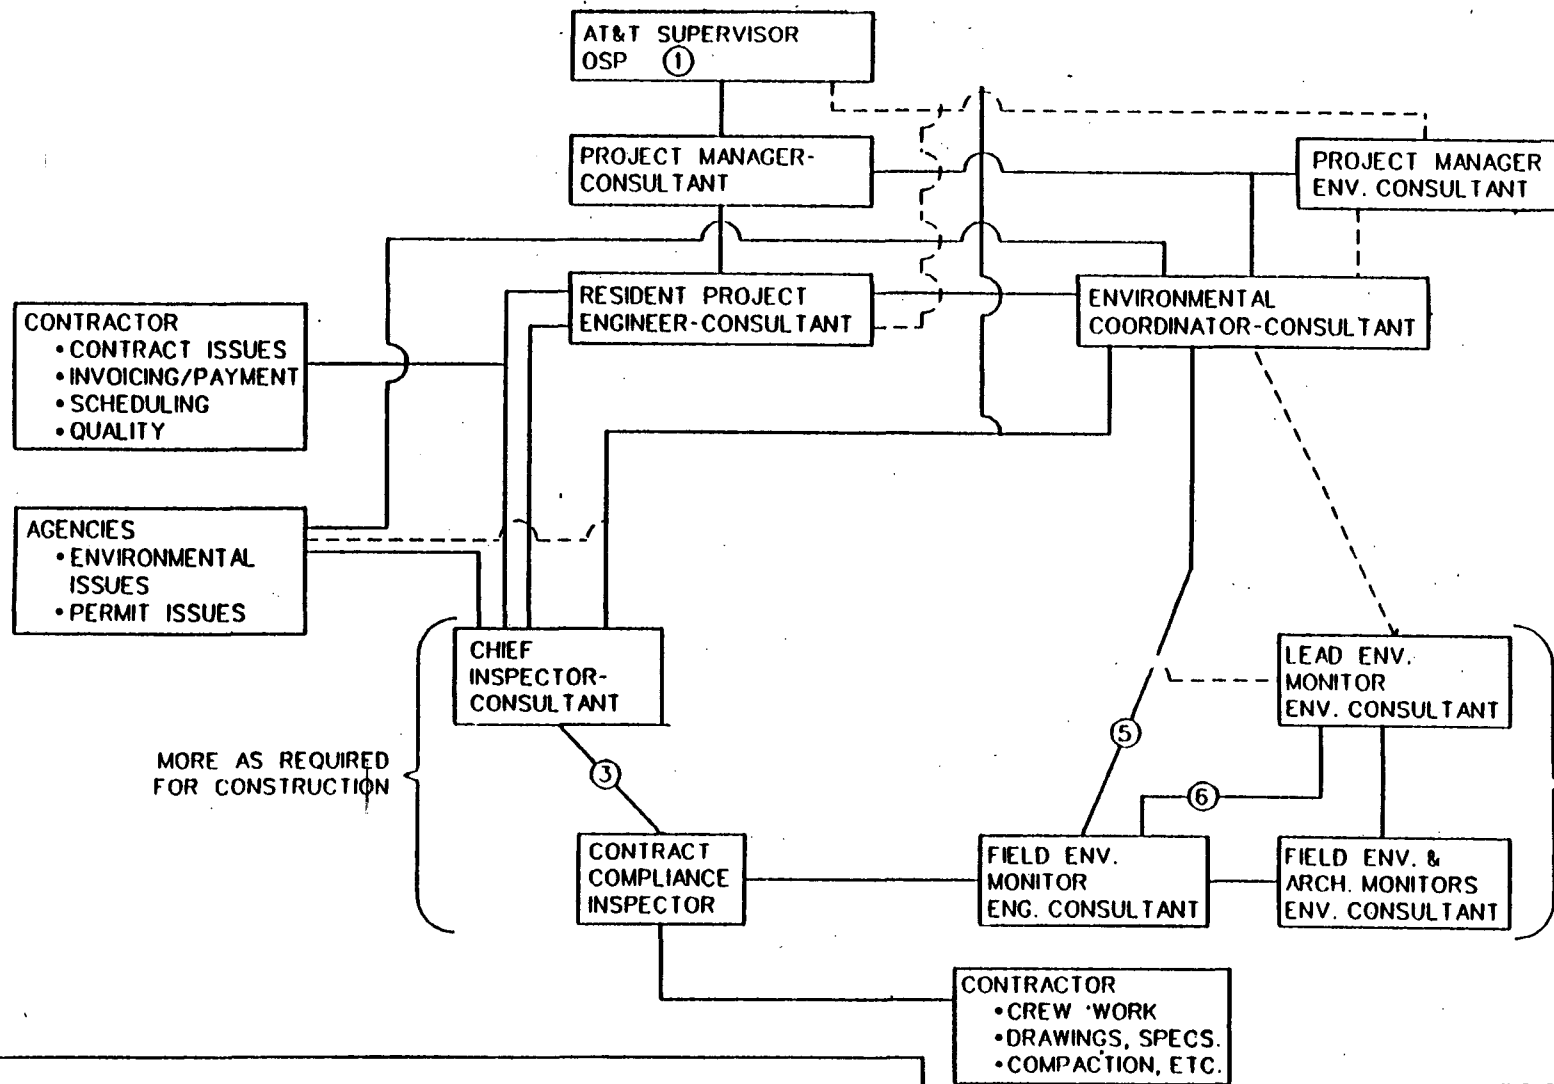 AT&T SUPERVISOR
OSP ①
PROJECT MANAGER-
CONSULTANT
PROJECT MANAGER
ENV. CONSULTANT
RESIDENT PROJECT
ENGINEER-CONSULTANT
ENVIRONMENTAL
COORDINATOR-CONSULTANT
CONTRACTOR
•CONTRACT ISSUES
•INVOICING/PAYMENT
•SCHEDULING
•QUALITY
AGENCIES
•ENVIRONMENTAL
ISSUES
•PERMIT ISSUES
CHIEF
INSPECTOR-
CONSULTANT
LEAD ENV.
MONITOR
ENV. CONSULTANT
MORE AS REQUIRED
FOR CONSTRUCTION
③
⑤
⑥
CONTRACT
COMPLIANCE
INSPECTOR
FIELD ENV.
MONITOR
ENG. CONSULTANT
FIELD ENV. &
ARCH. MONITORS
ENV. CONSULTANT
CONTRACTOR
•CREW WORK
•DRAWINGS, SPECS.
•COMPACTION, ETC.